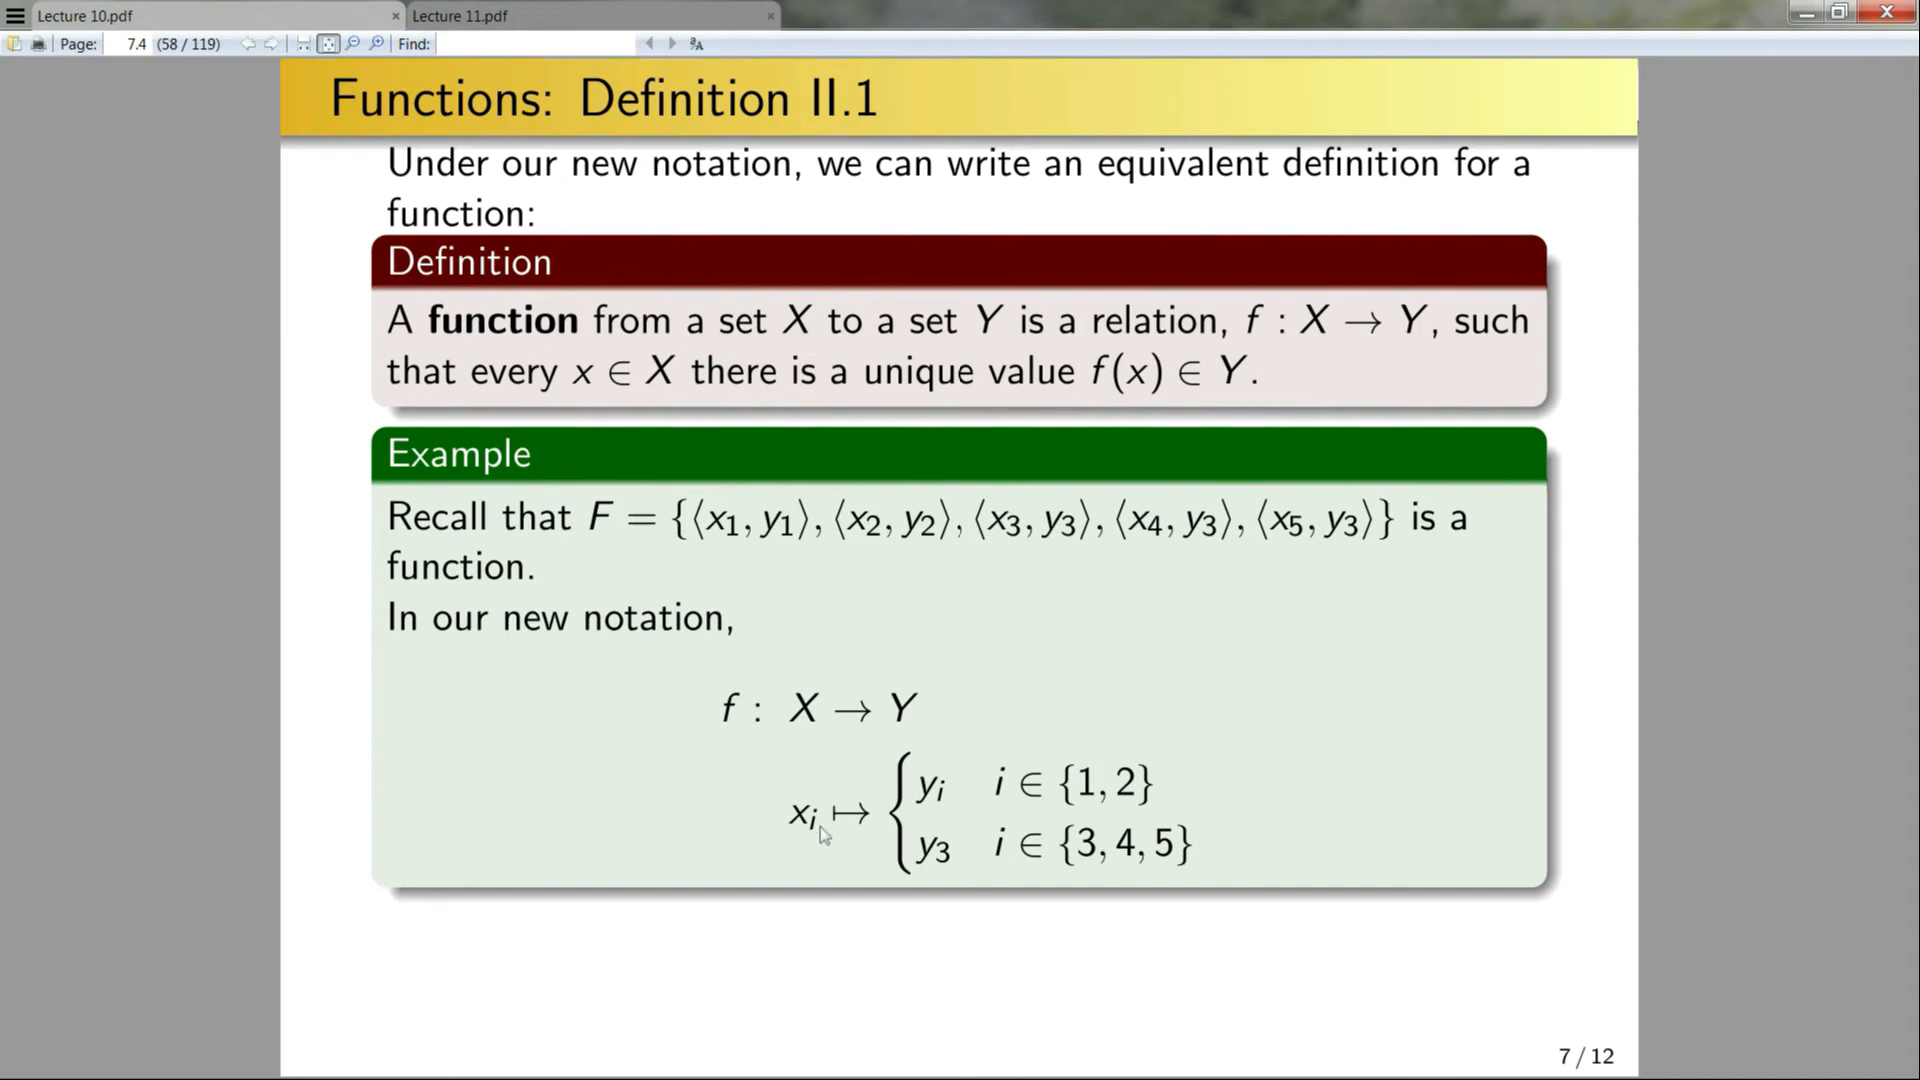 Lecture 10.pdf
Lecture 11.pdf
Page: 7.4 (58 / 119) Find:
Functions: Definition II.1
Under our new notation, we can write an equivalent definition for a
function:
Definition
A function from a set X to a set Y is a relation, f : X → Y, such
that every x ∈ X there is a unique value f(x) ∈ Y.
Example
Recall that F = {⟨x₁, y₁⟩, ⟨x₂, y₂⟩, ⟨x₃, y₃⟩, ⟨x₄, y₃⟩, ⟨x₅, y₃⟩} is a
function.
In our new notation,
f : X → Y
xᵢ ↦ { yᵢ i ∈ {1, 2}
y₃ i ∈ {3, 4, 5}
7 / 12